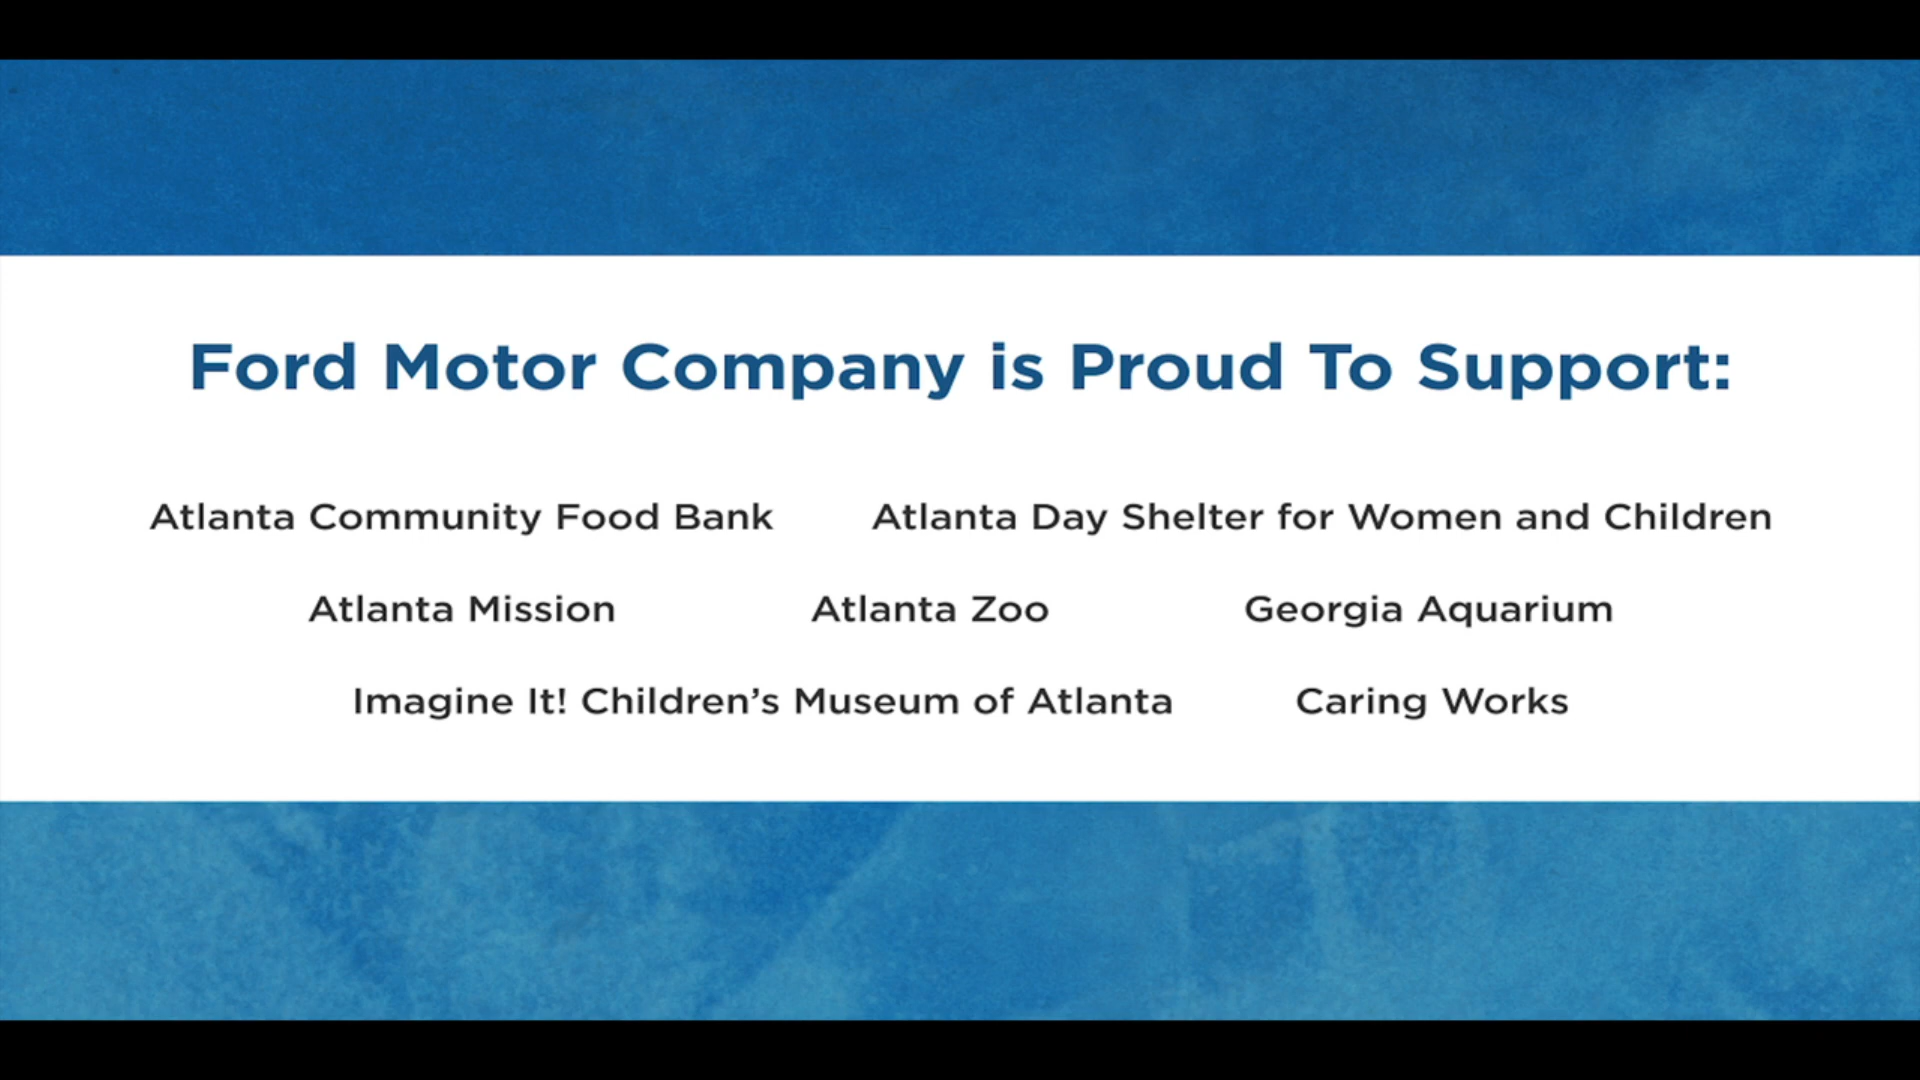 Ford Motor Company is Proud To Support:
Atlanta Community Food Bank Atlanta Day Shelter for Women and Children
Atlanta Mission Atlanta Zoo Georgia Aquarium
Imagine It! Children’s Museum of Atlanta Caring Works